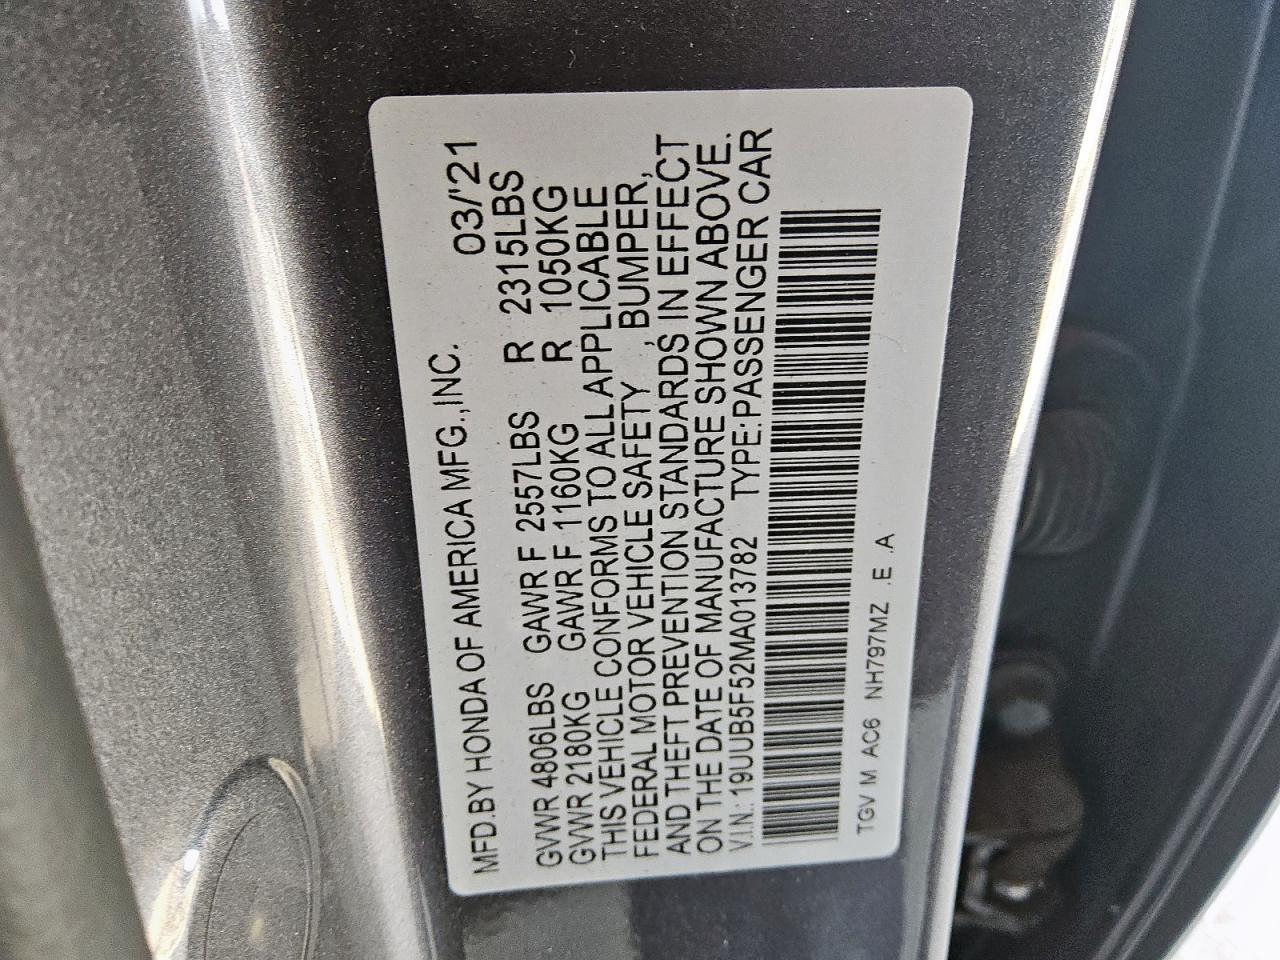 MFD.BY HONDA OF AMERICA MFG.,INC. 03/'21
GVWR 4806LBS GAWR F 2557LBS R 2315LBS
GVWR 2180KG GAWR F 1160KG R 1050KG
THIS VEHICLE CONFORMS TO ALL APPLICABLE
FEDERAL MOTOR VEHICLE SAFETY , BUMPER,
AND THEFT PREVENTION STANDARDS, IN EFFECT
ON THE DATE OF MANUFACTURE SHOWN ABOVE.
V.I.N.: 19UUB5F52MA013782 TYPE:PASSENGER CAR
TGV M AC6 NH797MZ .E .A